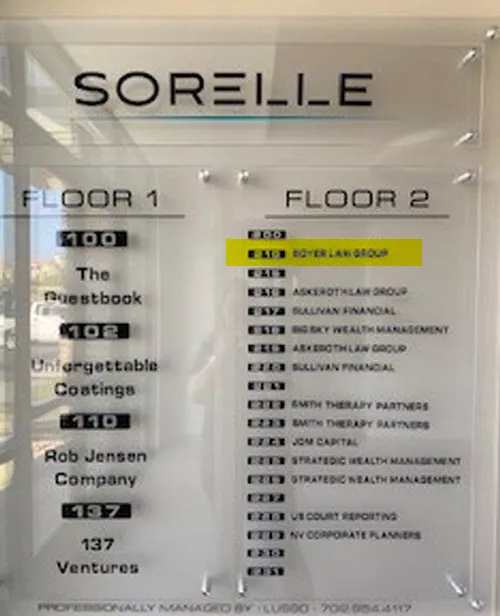 SORELLE
FLOOR 1
100
The
Guestbook
102
Unforgettable
Coatings
110
Rob Jensen
Company
137
137
Ventures
FLOOR 2
200
210 BOYER LAW GROUP
215
216 ASKEROTH LAW GROUP
217 SULLIVAN FINANCIAL
218 BIG SKY WEALTH MANAGEMENT
219 ASKEROTH LAW GROUP
220 SULLIVAN FINANCIAL
221
222 SMITH THERAPY PARTNERS
223 SMITH THERAPY PARTNERS
224 JDM CAPITAL
225 STRATEGIC WEALTH MANAGEMENT
226 STRATEGIC WEALTH MANAGEMENT
227
228 US COURT REPORTING
229 NV CORPORATE PLANNERS
230
231
PROFESSIONALLY MANAGED BY : LUSSO - 702.954.4117